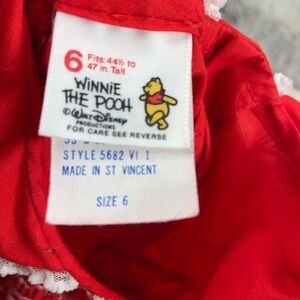 6 Fits: 44½ to
47 in. Tall
WiNNiE
THE POOH
©Walt Disney
PRODUCTIONS
FOR CARE SEE REVERSE
STYLE 5682 V1 1
MADE IN ST VINCENT
SIZE 6